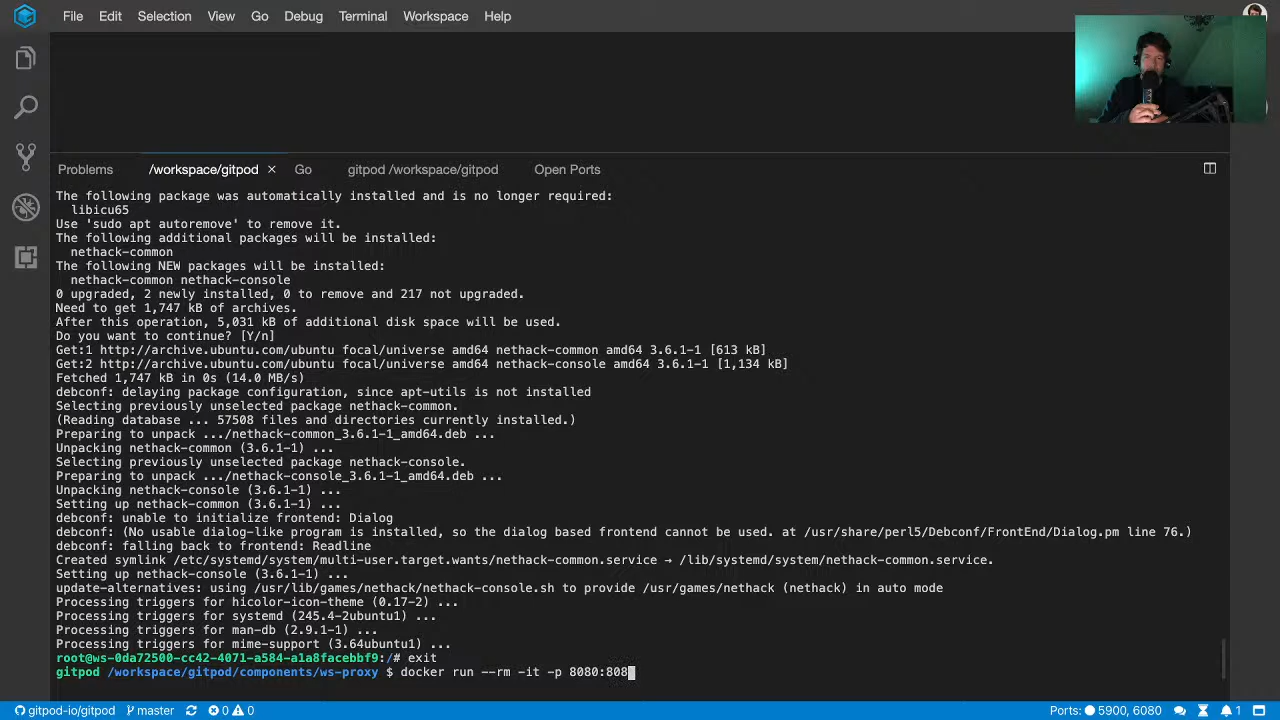 File Edit Selection View Go Debug Terminal Workspace Help
Problems /workspace/gitpod × Go gitpod /workspace/gitpod Open Ports
The following package was automatically installed and is no longer required:
libicu65
Use 'sudo apt autoremove' to remove it.
The following additional packages will be installed:
nethack-common
The following NEW packages will be installed:
nethack-common nethack-console
0 upgraded, 2 newly installed, 0 to remove and 217 not upgraded.
Need to get 1,747 kB of archives.
After this operation, 5,031 kB of additional disk space will be used.
Do you want to continue? [Y/n]
Get:1 http://archive.ubuntu.com/ubuntu focal/universe amd64 nethack-common amd64 3.6.1-1 [613 kB]
Get:2 http://archive.ubuntu.com/ubuntu focal/universe amd64 nethack-console amd64 3.6.1-1 [1,134 kB]
Fetched 1,747 kB in 0s (14.0 MB/s)
debconf: delaying package configuration, since apt-utils is not installed
Selecting previously unselected package nethack-common.
(Reading database ... 57508 files and directories currently installed.)
Preparing to unpack .../nethack-common_3.6.1-1_amd64.deb ...
Unpacking nethack-common (3.6.1-1) ...
Selecting previously unselected package nethack-console.
Preparing to unpack .../nethack-console_3.6.1-1_amd64.deb ...
Unpacking nethack-console (3.6.1-1) ...
Setting up nethack-common (3.6.1-1) ...
debconf: unable to initialize frontend: Dialog
debconf: (No usable dialog-like program is installed, so the dialog based frontend cannot be used. at /usr/share/perl5/Debconf/FrontEnd/Dialog.pm line 76.)
debconf: falling back to frontend: Readline
Created symlink /etc/systemd/system/multi-user.target.wants/nethack-common.service → /lib/systemd/system/nethack-common.service.
Setting up nethack-console (3.6.1-1) ...
update-alternatives: using /usr/lib/games/nethack/nethack-console.sh to provide /usr/games/nethack (nethack) in auto mode
Processing triggers for hicolor-icon-theme (0.17-2) ...
Processing triggers for systemd (245.4-2ubuntu1) ...
Processing triggers for man-db (2.9.1-1) ...
Processing triggers for mime-support (3.64ubuntu1) ...
root@ws-0da72500-cc42-4071-a584-a1a8facebbf9:/# exit
gitpod /workspace/gitpod/components/ws-proxy $ docker run --rm -it -p 8080:808
gitpod-io/gitpod master 0 0 Ports: 5900, 6080 1